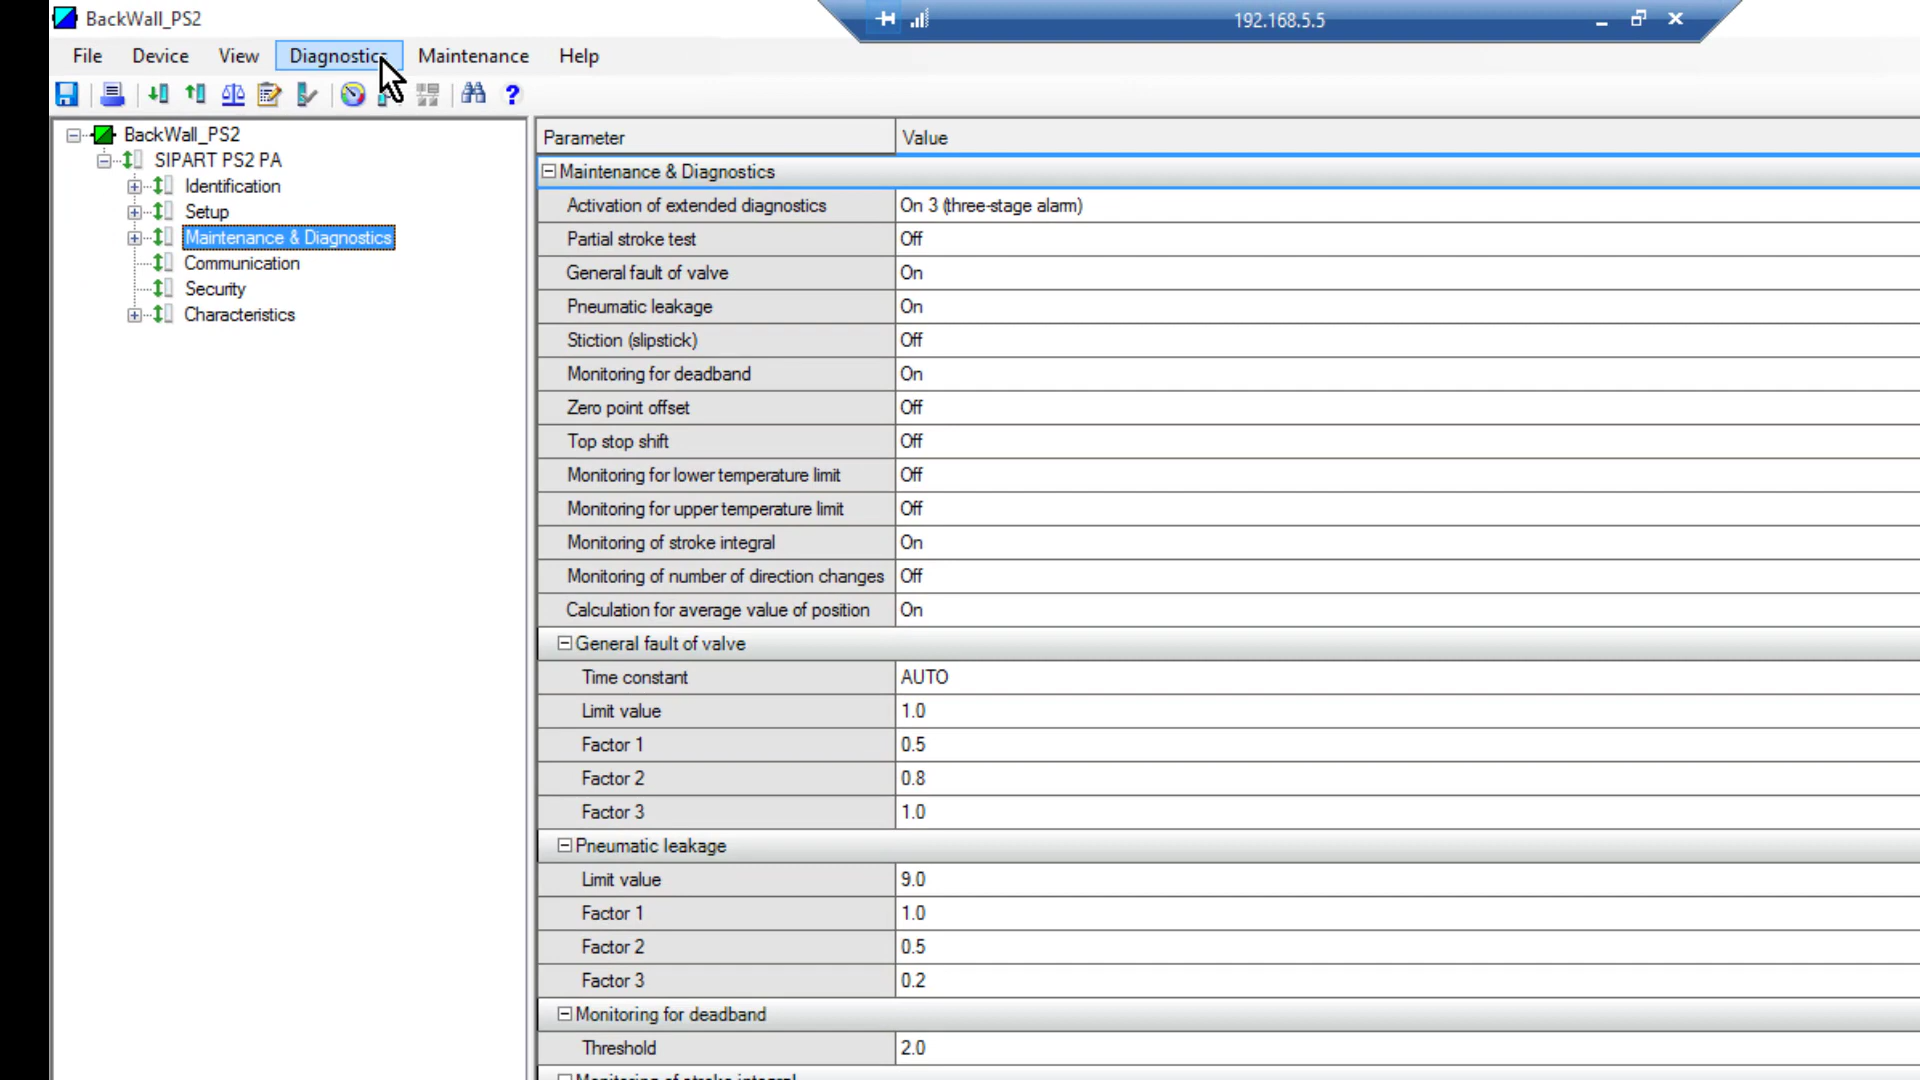 BackWall_PS2
192.168.5.5
File Device View Diagnostics Maintenance Help
BackWall_PS2
SIPART PS2 PA
Identification
Setup
Maintenance & Diagnostics
Communication
Security
Characteristics
Parameter Value
Maintenance & Diagnostics
Activation of extended diagnostics On 3 (three-stage alarm)
Partial stroke test Off
General fault of valve On
Pneumatic leakage On
Stiction (slipstick) Off
Monitoring for deadband On
Zero point offset Off
Top stop shift Off
Monitoring for lower temperature limit Off
Monitoring for upper temperature limit Off
Monitoring of stroke integral On
Monitoring of number of direction changes Off
Calculation for average value of position On
General fault of valve
Time constant AUTO
Limit value 1.0
Factor 1 0.5
Factor 2 0.8
Factor 3 1.0
Pneumatic leakage
Limit value 9.0
Factor 1 1.0
Factor 2 0.5
Factor 3 0.2
Monitoring for deadband
Threshold 2.0
Monitoring of stroke integral